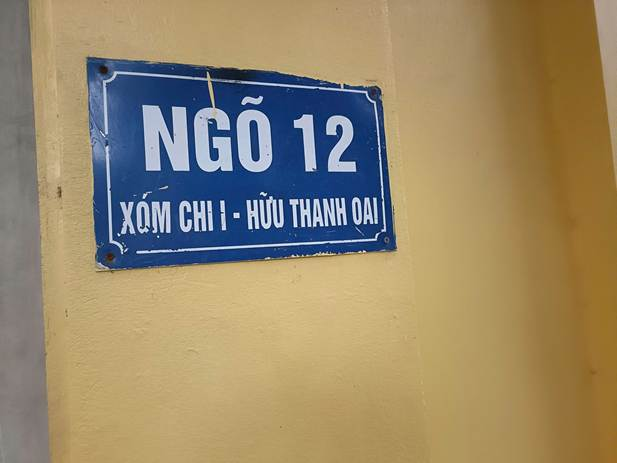 NGÕ 12
XÓM CHI I - HỮU THANH OAI